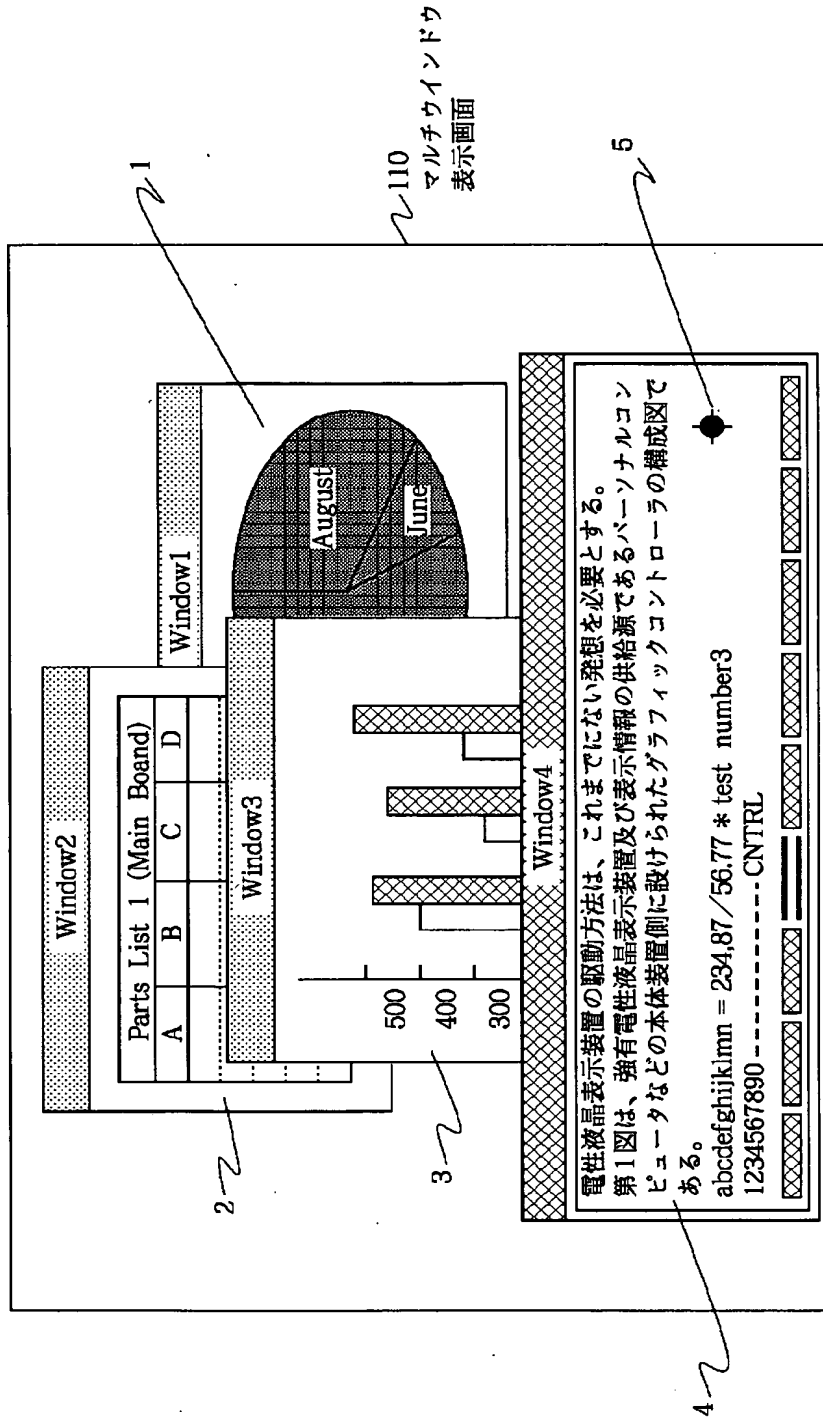 110
マルチウインドウ
表示画面
1
2
3
4
5
Window2
Parts List 1 (Main Board)
A B C D
Window1
August
June
Window3
500
400
300
Window4
電性液晶表示装置の駆動方法は、これまでにない発想を必要とする。
第1図は、強有電性液晶表示装置及び表示情報の供給源であるパーソナルコン
ピュータなどの本体装置側に設けられたグラフィックコントローラの構成図で
ある。
abcdefghijklmn = 234,87/56.77 * test number3
1234567890 - - - - - - - - - - - CNTRL